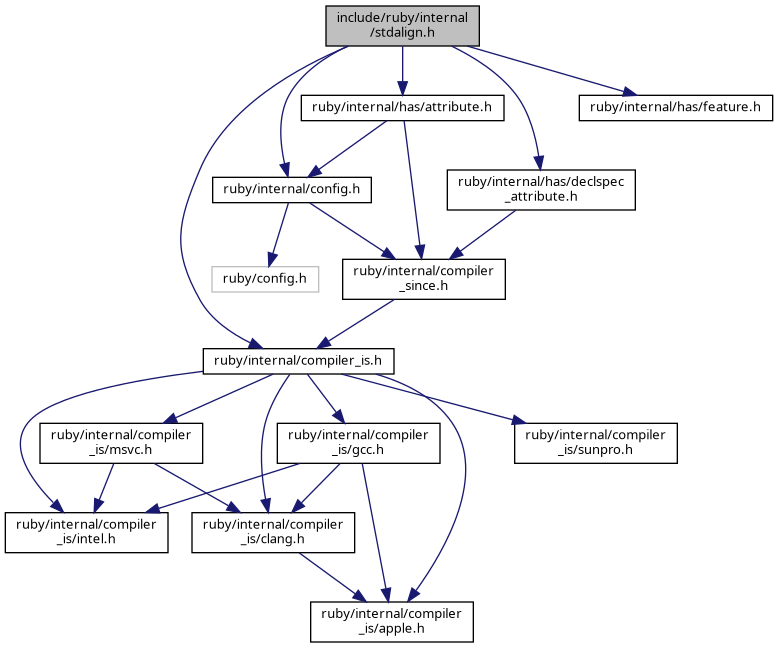 include/ruby/internal
/stdalign.h
ruby/internal/has/attribute.h
ruby/internal/has/feature.h
ruby/internal/config.h
ruby/internal/has/declspec
_attribute.h
ruby/config.h
ruby/internal/compiler
_since.h
ruby/internal/compiler_is.h
ruby/internal/compiler
_is/msvc.h
ruby/internal/compiler
_is/gcc.h
ruby/internal/compiler
_is/sunpro.h
ruby/internal/compiler
_is/intel.h
ruby/internal/compiler
_is/clang.h
ruby/internal/compiler
_is/apple.h